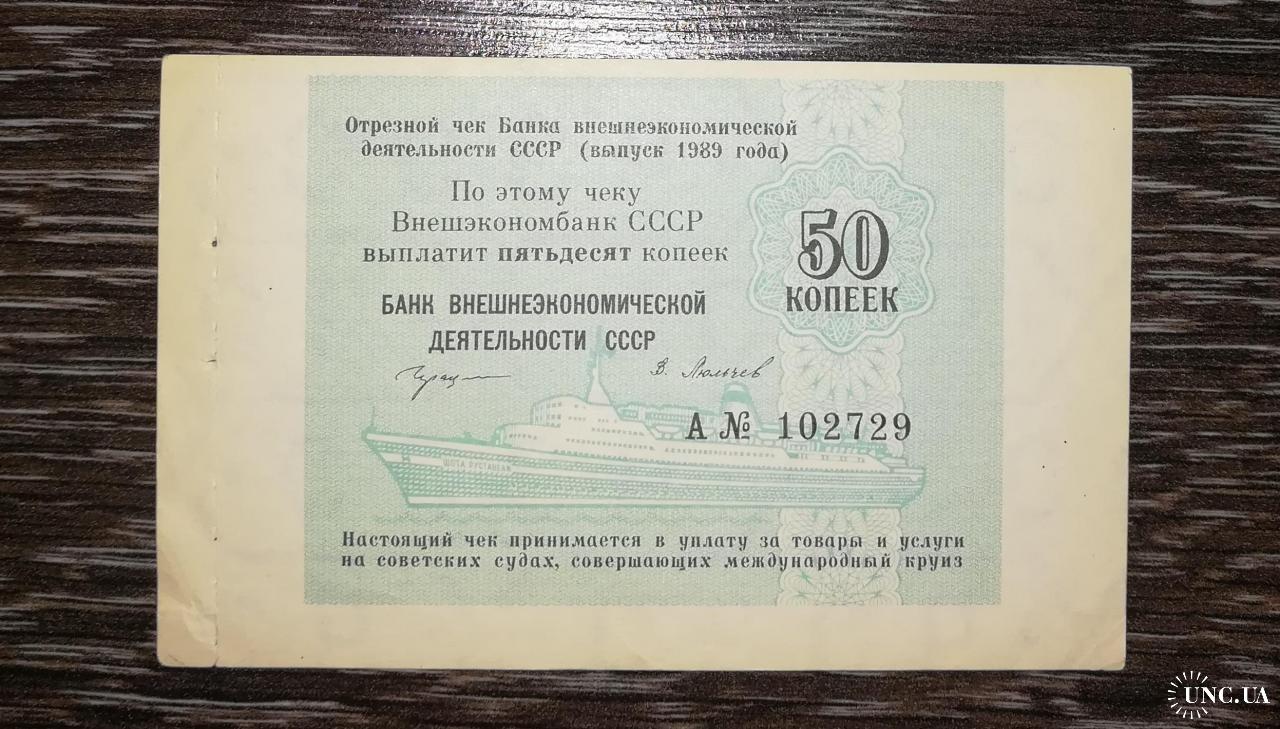 Отрезной чек Банка внешнеэкономической
деятельности СССР (выпуск 1989 года)
По этому чеку
Внешэкономбанк СССР
выплатит пятьдесят копеек
50
КОПЕЕК
БАНК ВНЕШНЕЭКОНОМИЧЕСКОЙ
ДЕЯТЕЛЬНОСТИ СССР
В. Люльчев
А № 102729
ШОТА РУСТАВЕЛИ
Настоящий чек принимается в уплату за товары и услуги
на советских судах, совершающих международный круиз
UNC.UA